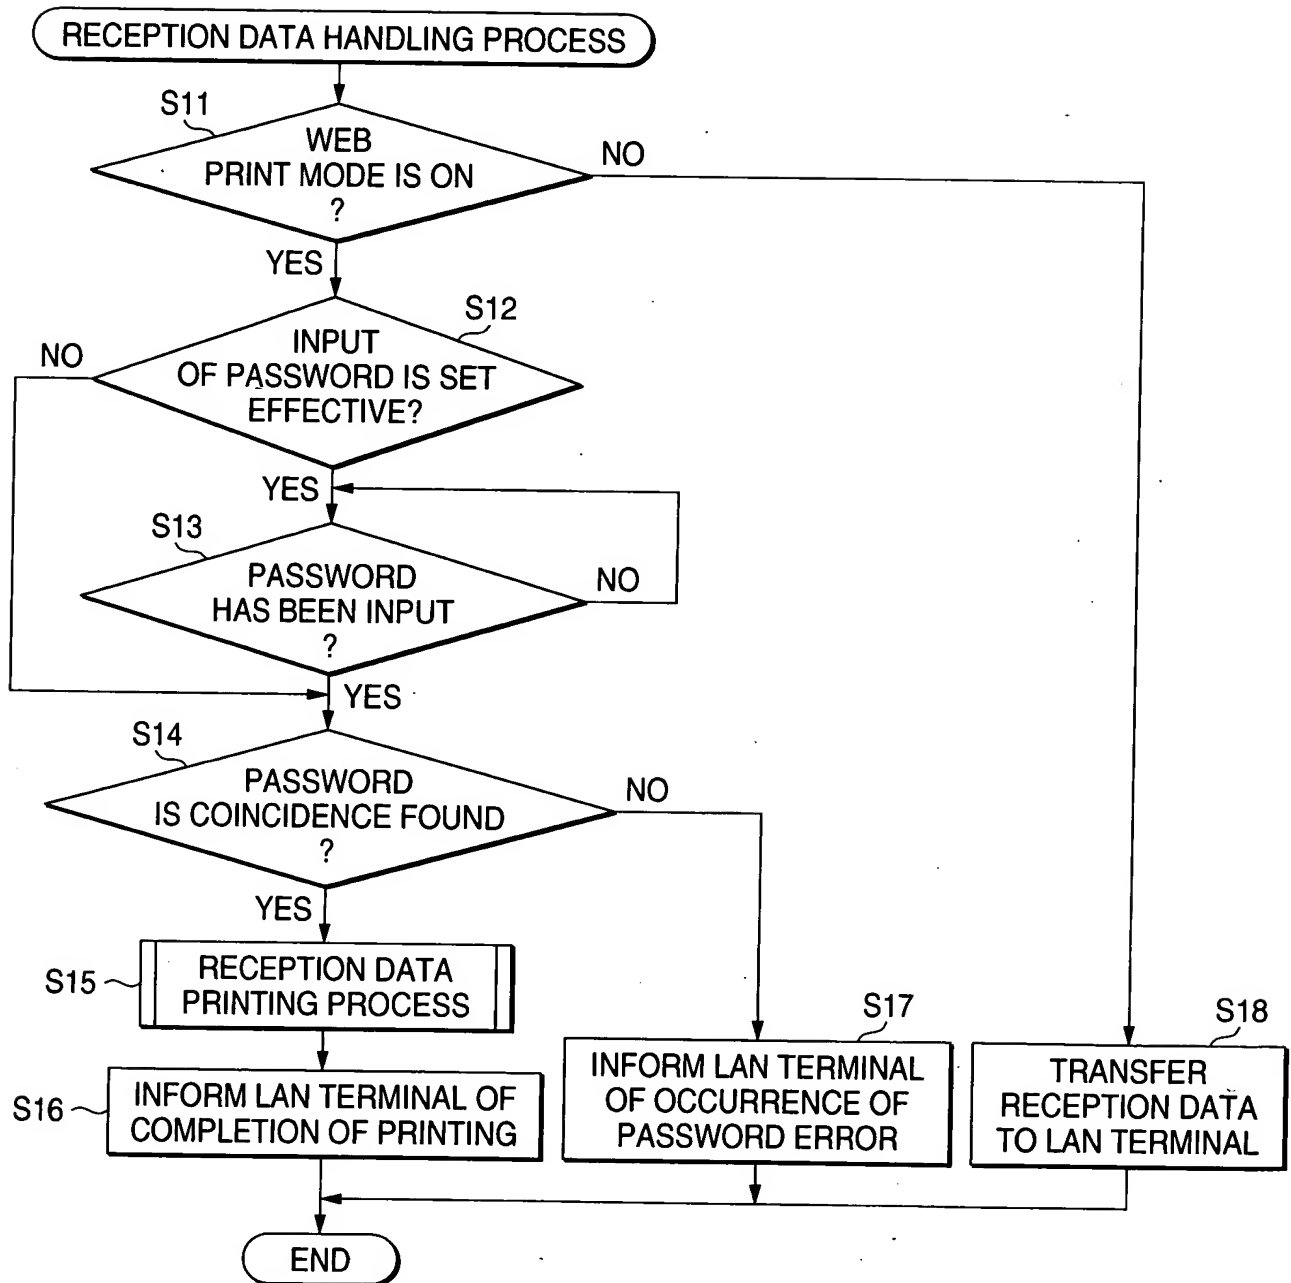 RECEPTION DATA HANDLING PROCESS
S11
WEB
PRINT MODE IS ON
?
NO
YES
S12
INPUT
OF PASSWORD IS SET
EFFECTIVE?
NO
YES
S13
PASSWORD
HAS BEEN INPUT
?
NO
YES
S14
PASSWORD
IS COINCIDENCE FOUND
?
NO
YES
S15
RECEPTION DATA
PRINTING PROCESS
S16
INFORM LAN TERMINAL OF
COMPLETION OF PRINTING
S17
INFORM LAN TERMINAL
OF OCCURRENCE OF
PASSWORD ERROR
S18
TRANSFER
RECEPTION DATA
TO LAN TERMINAL
END